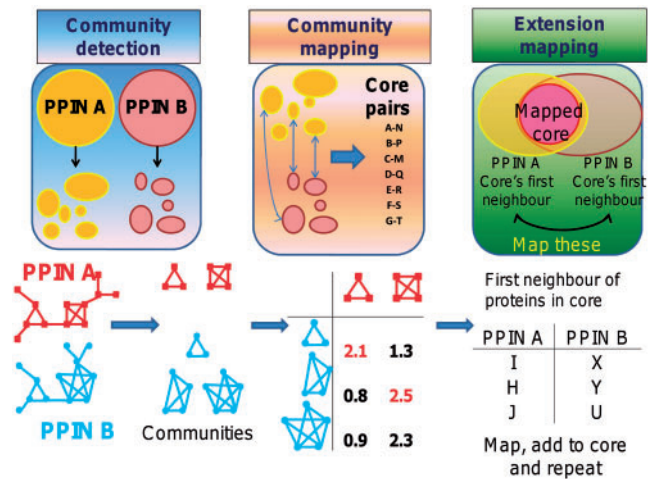 Community
detection
Community
mapping
Extension
mapping
PPIN A
PPIN B
Core
pairs
A-N
B-P
C-M
D-Q
E-R
F-S
G-T
Mapped
core
PPIN A
Core's first
neighbour
PPIN B
Core's first
neighbour
Map these
PPIN A
PPIN B
Communities
2.1 1.3
0.8 2.5
0.9 2.3
First neighbour of
proteins in core
PPIN A PPIN B
I X
H Y
J U
Map, add to core
and repeat